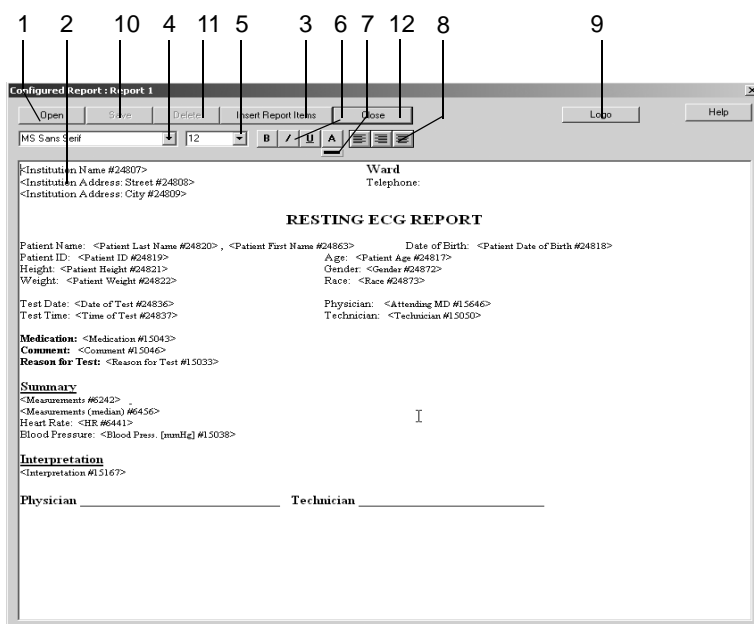 1 2 10 4 11 5 3 6 7 12 8 9
Configured Report : Report 1
Open Save Delete Insert Report Items Close Logo Help
MS Sans Serif 12 B I U A
<Institution Name #24807> Ward
<Institution Address: Street #24808> Telephone:
<Institution Address: City #24809>
RESTING ECG REPORT
Patient Name: <Patient Last Name #24820> , <Patient First Name #24863> Date of Birth: <Patient Date of Birth #24818>
Patient ID: <Patient ID #24819> Age: <Patient Age #24817>
Height: <Patient Height #24821> Gender: <Gender #24872>
Weight: <Patient Weight #24822> Race: <Race #24873>
Test Date: <Date of Test #24836> Physician: <Attending MD #15646>
Test Time: <Time of Test #24837> Technician: <Technician #15050>
Medication: <Medication #15043>
Comment: <Comment #15046>
Reason for Test: <Reason for Test #15033>
Summary
<Measurements #6242>
<Measurements (median) #6456>
Heart Rate: <HR #6441>
Blood Pressure: <Blood Press. [mmHg] #15038>
Interpretation
<Interpretation #15167>
Physician Technician